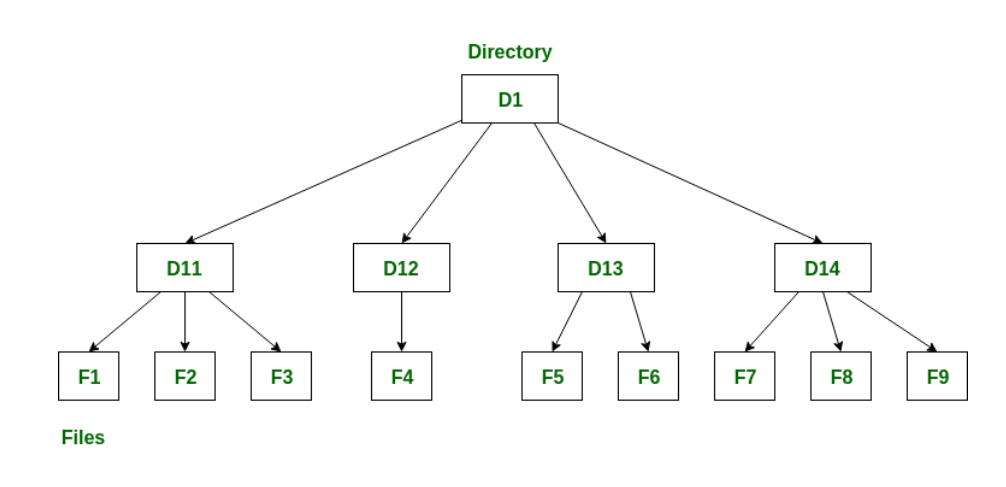 Directory
D1
D11 D12 D13 D14
F1 F2 F3 F4 F5 F6 F7 F8 F9
Files